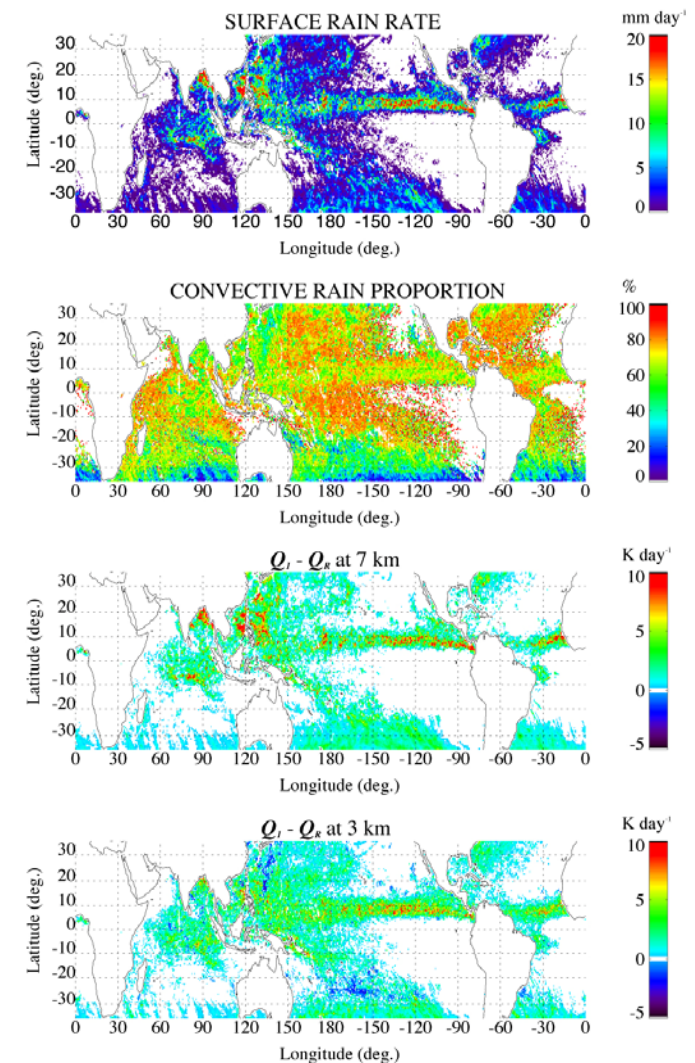 SURFACE RAIN RATE
mm day⁻¹
30
20
10
0
-10
-20
-30
Latitude (deg.)
0 30 60 90 120 150 180 -150 -120 -90 -60 -30 0
Longitude (deg.)
20
15
10
5
0
CONVECTIVE RAIN PROPORTION
%
30
20
10
0
-10
-20
-30
Latitude (deg.)
0 30 60 90 120 150 180 -150 -120 -90 -60 -30 0
Longitude (deg.)
100
80
60
40
20
0
Q₁ - Q_R at 7 km
K day⁻¹
30
20
10
0
-10
-20
-30
Latitude (deg.)
0 30 60 90 120 150 180 -150 -120 -90 -60 -30 0
Longitude (deg.)
10
5
0
-5
Q₁ - Q_R at 3 km
K day⁻¹
30
20
10
0
-10
-20
-30
Latitude (deg.)
0 30 60 90 120 150 180 -150 -120 -90 -60 -30 0
Longitude (deg.)
10
5
0
-5